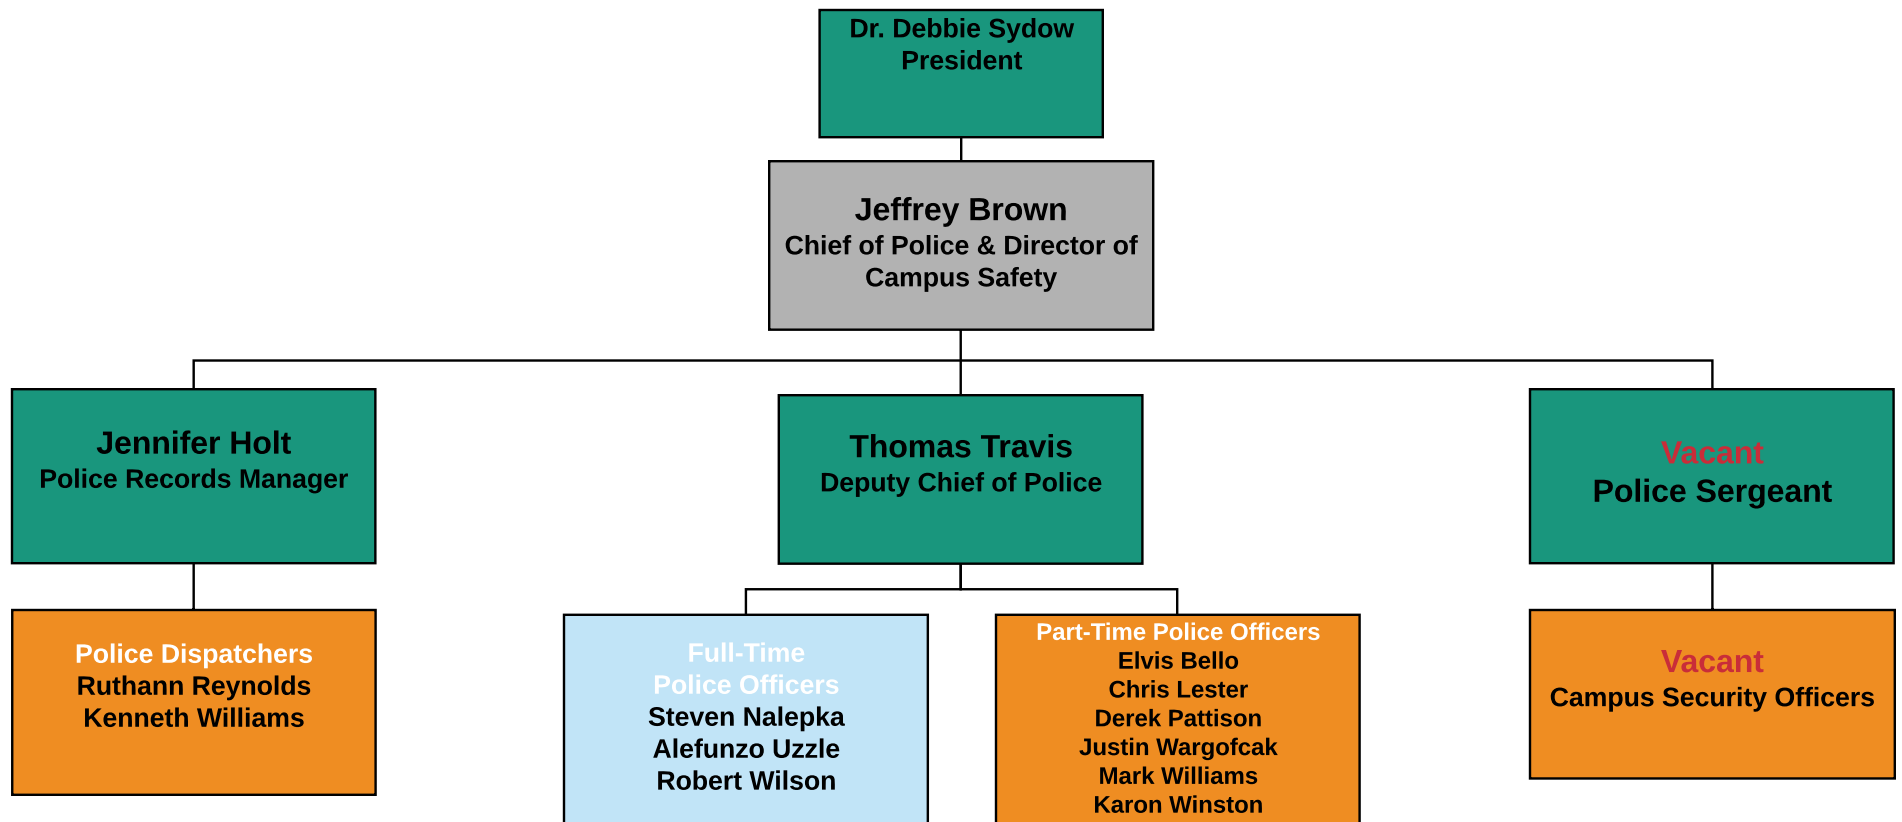 Dr. Debbie Sydow
President
Jeffrey Brown
Chief of Police & Director of
Campus Safety
Jennifer Holt
Police Records Manager
Thomas Travis
Deputy Chief of Police
Vacant
Police Sergeant
Police Dispatchers
Ruthann Reynolds
Kenneth Williams
Full-Time
Police Officers
Steven Nalepka
Alefunzo Uzzle
Robert Wilson
Part-Time Police Officers
Elvis Bello
Chris Lester
Derek Pattison
Justin Wargofcak
Mark Williams
Karon Winston
Vacant
Campus Security Officers